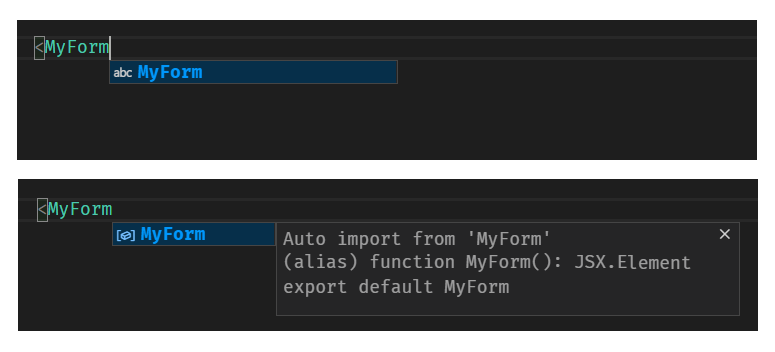 <MyForm
abc MyForm
<MyForm
MyForm
Auto import from 'MyForm'
(alias) function MyForm(): JSX.Element
export default MyForm